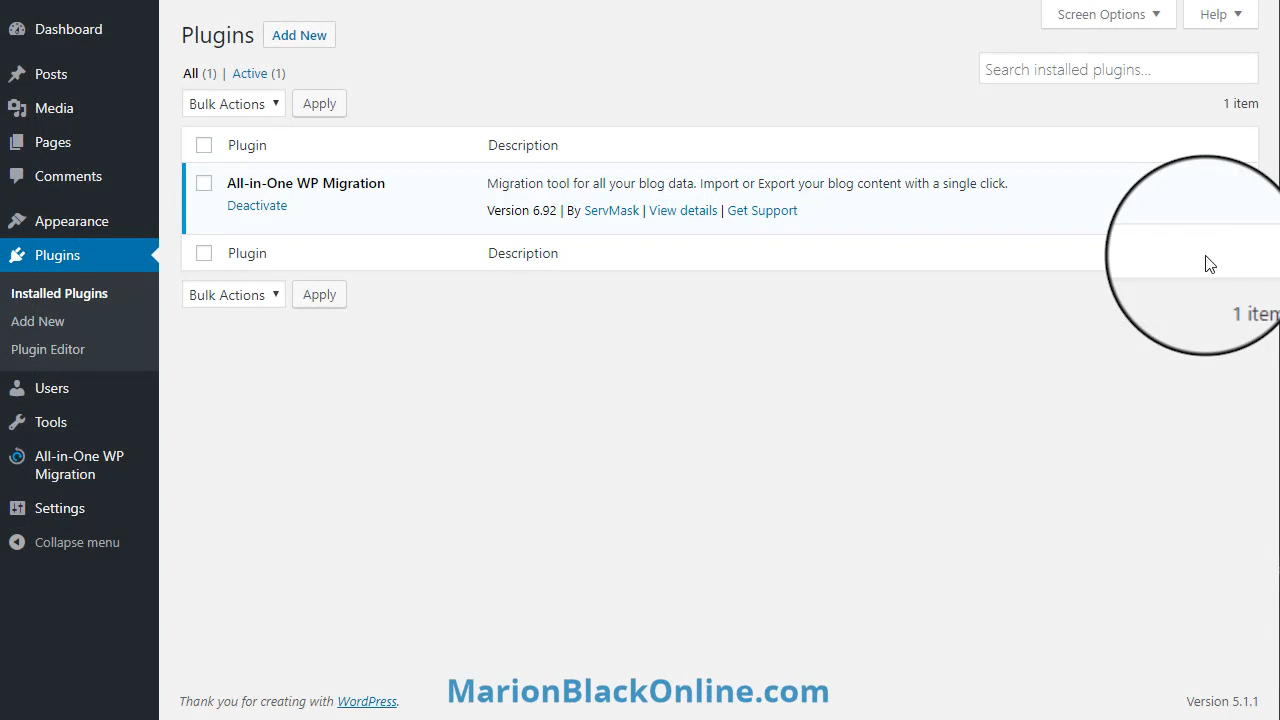 Dashboard
Posts
Media
Pages
Comments
Appearance
Plugins
Installed Plugins
Add New
Plugin Editor
Users
Tools
All-in-One WP
Migration
Settings
Collapse menu
Screen Options
Help
Plugins Add New
All (1) | Active (1)
Search installed plugins...
Bulk Actions Apply
1 item
Plugin Description
All-in-One WP Migration
Deactivate
Migration tool for all your blog data. Import or Export your blog content with a single click.
Version 6.92 | By ServMask | View details | Get Support
Plugin Description
Bulk Actions Apply
1 item
Thank you for creating with WordPress.
MarionBlackOnline.com
Version 5.1.1